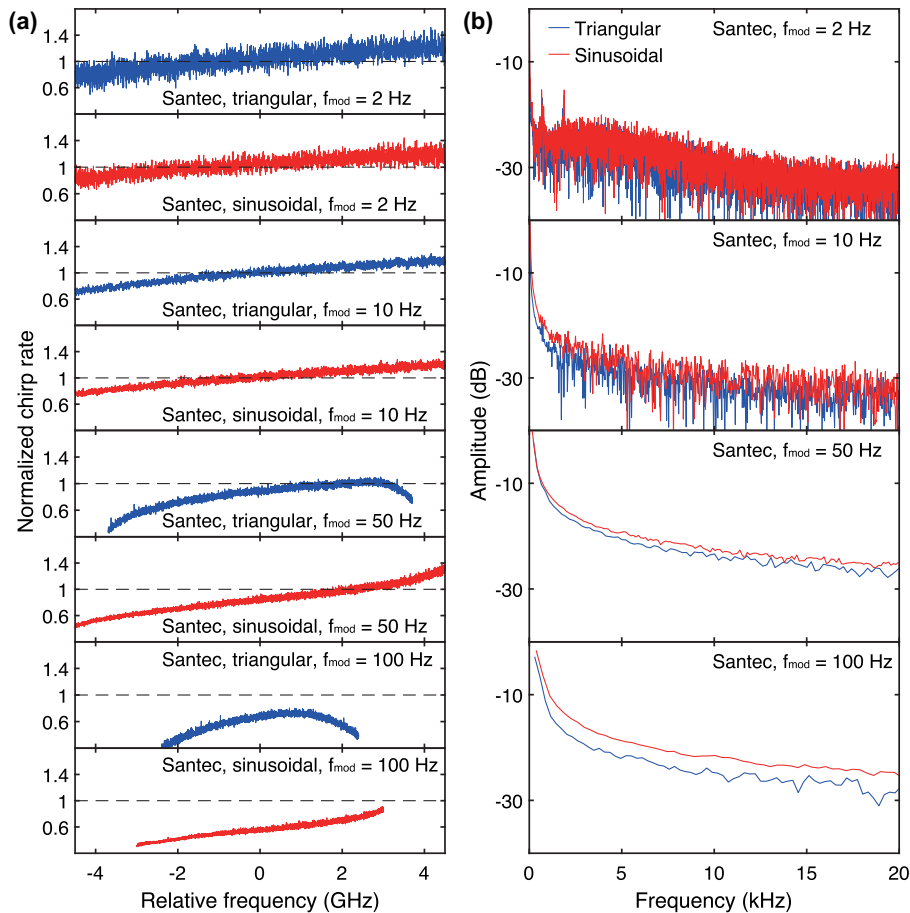 (a)
Normalized chirp rate
1.4
1
0.6
Santec, triangular, fmod = 2 Hz
1.4
1
0.6
Santec, sinusoidal, fmod = 2 Hz
1.4
1
0.6
Santec, triangular, fmod = 10 Hz
1.4
1
0.6
Santec, sinusoidal, fmod = 10 Hz
1.4
1
0.6
Santec, triangular, fmod = 50 Hz
1.4
1
0.6
Santec, sinusoidal, fmod = 50 Hz
Santec, triangular, fmod = 100 Hz
1.4
1
0.6
Santec, sinusoidal, fmod = 100 Hz
1.4
1
0.6
-4 -2 0 2 4
Relative frequency (GHz)
(b)
Amplitude (dB)
Triangular
Sinusoidal
Santec, fmod = 2 Hz
-10
-30
Santec, fmod = 10 Hz
-10
-30
Santec, fmod = 50 Hz
-10
-30
Santec, fmod = 100 Hz
-10
-30
0 5 10 15 20
Frequency (kHz)